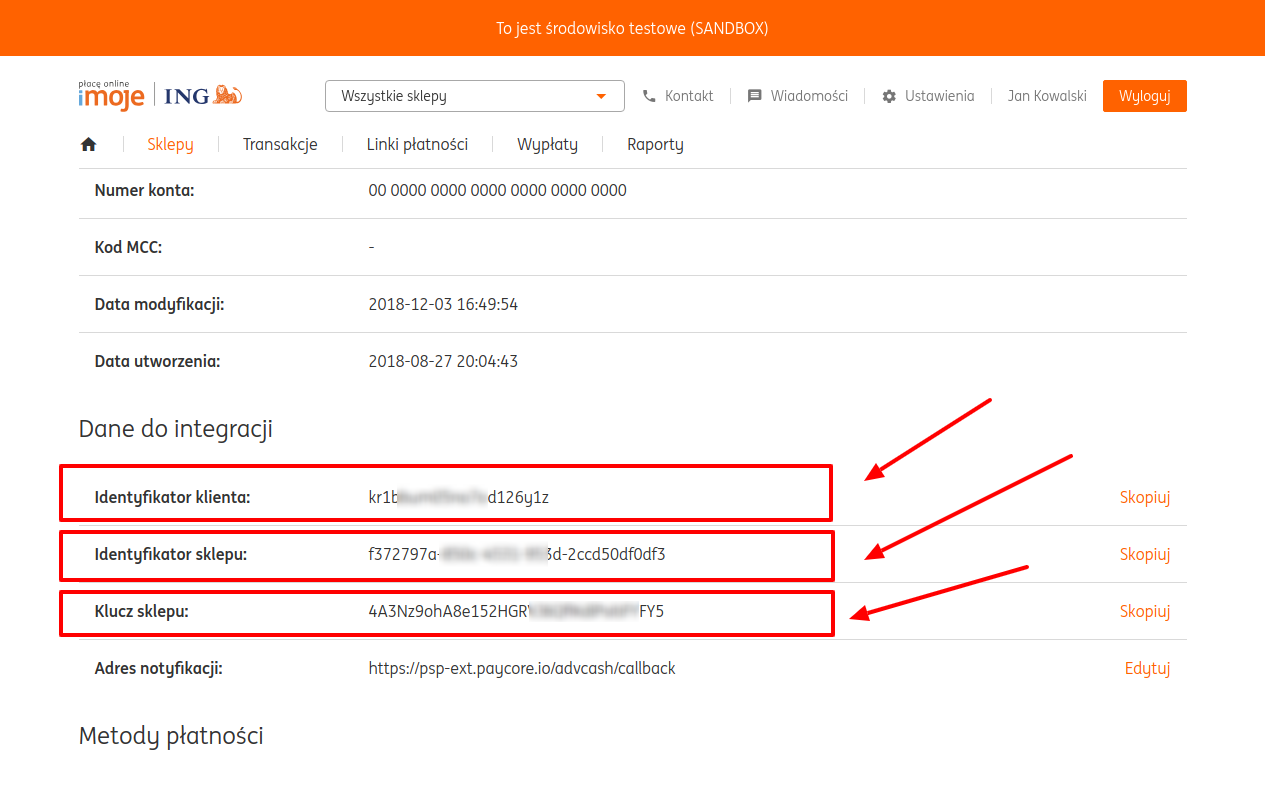 To jest środowisko testowe (SANDBOX)
płacę online
imoje ING Wszystkie sklepy Kontakt Wiadomości Ustawienia Jan Kowalski Wyloguj
Sklepy Transakcje Linki płatności Wypłaty Raporty
Numer konta: 00 0000 0000 0000 0000 0000 0000
Kod MCC: -
Data modyfikacji: 2018-12-03 16:49:54
Data utworzenia: 2018-08-27 20:04:43
Dane do integracji
Identyfikator klienta: kr1b d126y1z Skopiuj
Identyfikator sklepu: f372797a- 3d-2ccd50df0df3 Skopiuj
Klucz sklepu: 4A3Nz9ohA8e152HGR FY5 Skopiuj
Adres notyfikacji: https://psp-ext.paycore.io/advcash/callback Edytuj
Metody płatności